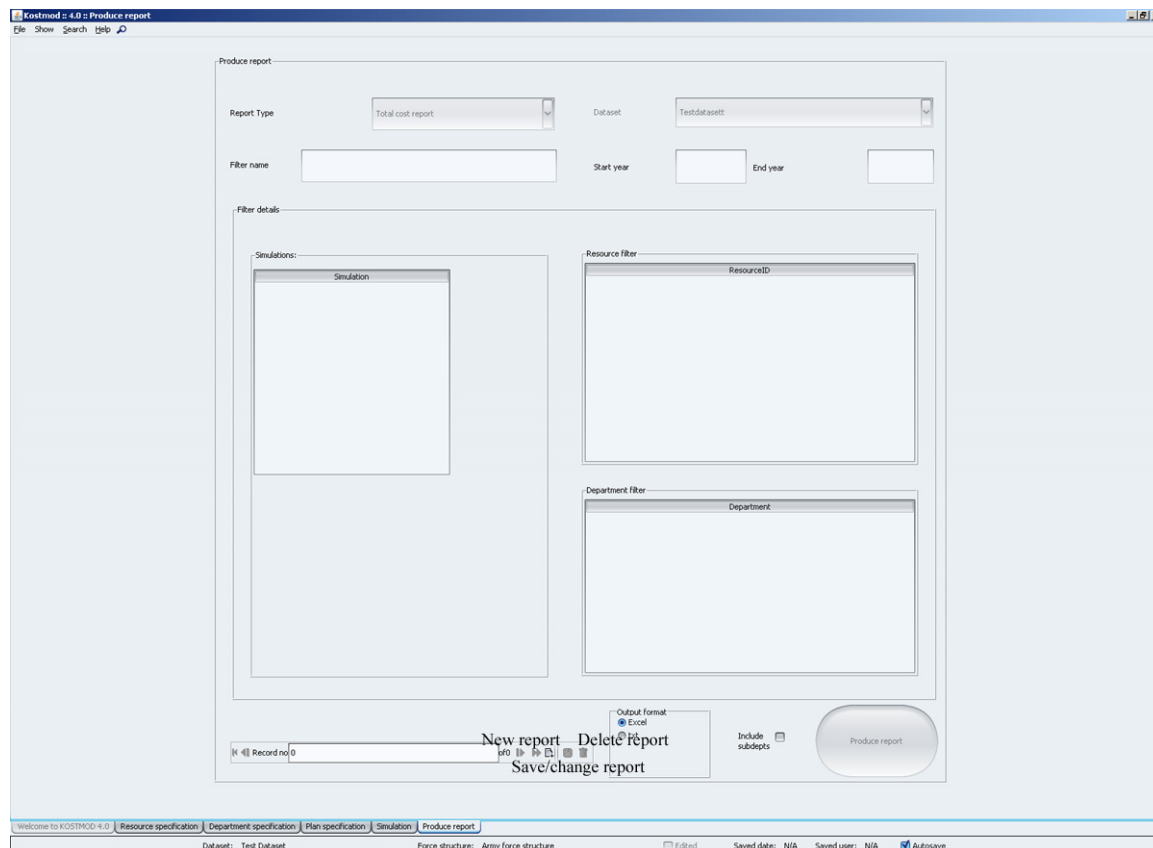 Kostmod :: 4.0 :: Produce report
File Show Search Help
Produce report
Report Type Total cost report Dataset Testdatasett
Filter name Start year End year
Filter details
Simulations: Resource filter
Simulation ResourceID
Department filter
Department
Output format
Excel
txt
New report Delete report
Include subdepts
Produce report
Record no 0 of 0
Save/change report
Welcome to KOSTMOD 4.0 Resource specification Department specification Plan specification Simulation Produce report
Dataset: Test Dataset Force structure: Army force structure Edited Saved date: N/A Saved user: N/A Autosave